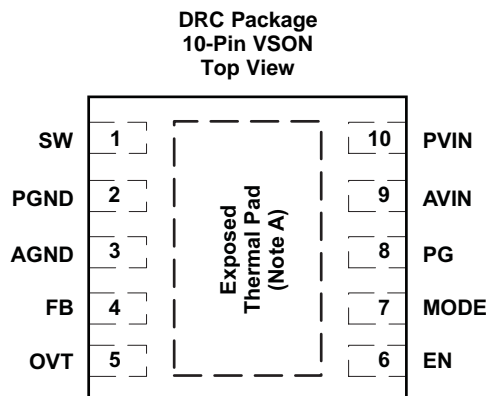 DRC Package
10-Pin VSON
Top View
SW 1 10 PVIN
PGND 2 9 AVIN
AGND 3 8 PG
FB 4 7 MODE
OVT 5 6 EN
Exposed
Thermal Pad
(Note A)